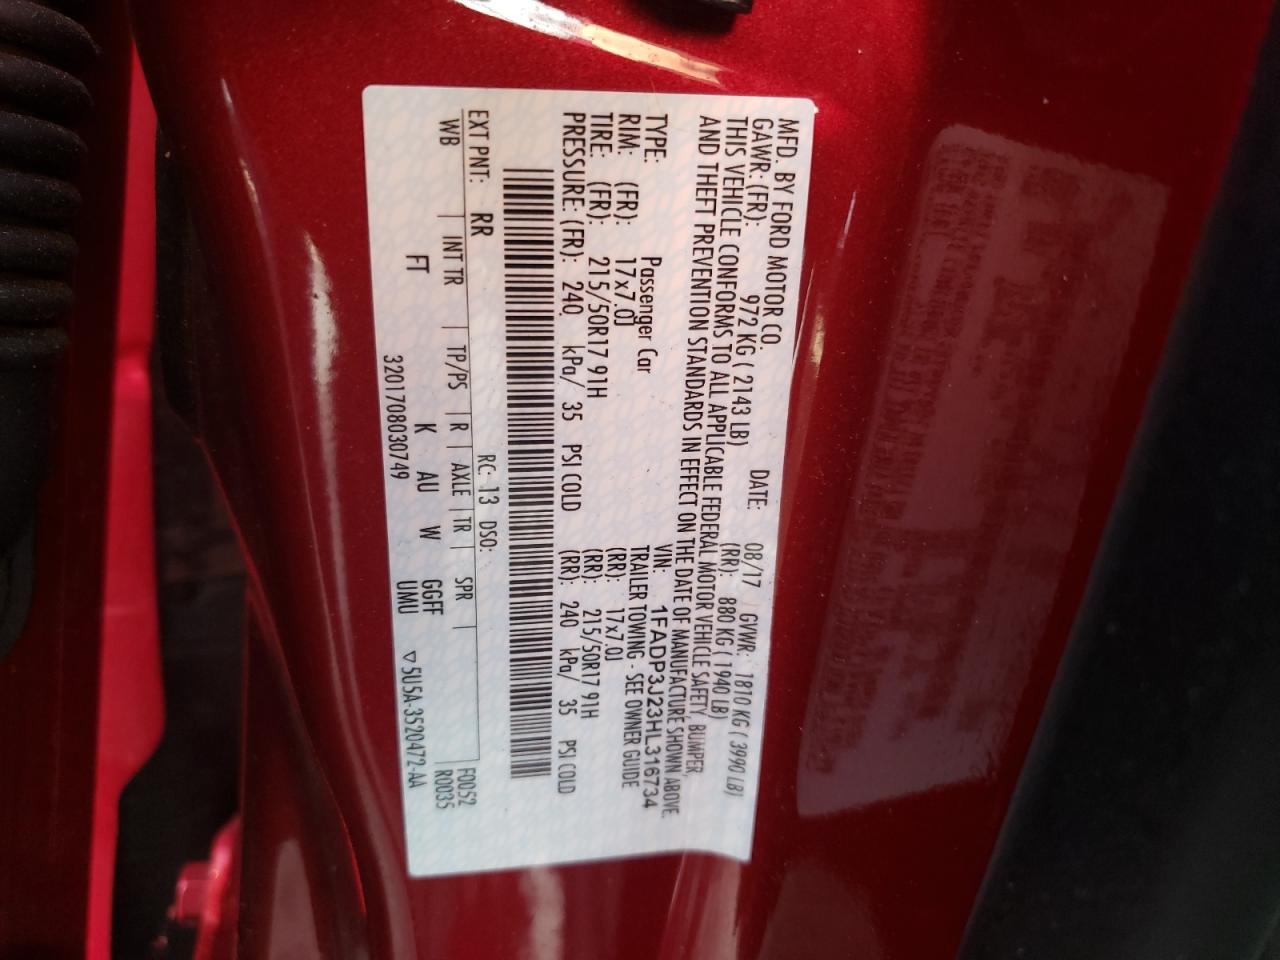 MFD. BY FORD MOTOR CO.
DATE: 08/17 GVWR: 1810 KG ( 3990 LB)
GAWR: (FR): 972 KG ( 2143 LB) (RR): 880 KG ( 1940 LB)
THIS VEHICLE CONFORMS TO ALL APPLICABLE FEDERAL MOTOR VEHICLE SAFETY, BUMPER,
AND THEFT PREVENTION STANDARDS IN EFFECT ON THE DATE OF MANUFACTURE SHOWN ABOVE.
VIN: 1FADP3J23HL316734
TYPE: Passenger Car TRAILER TOWING - SEE OWNER GUIDE
RIM: (FR): 17x7.0J (RR): 17x7.0J
TIRE: (FR): 215/50R17 91H (RR): 215/50R17 91H
PRESSURE: (FR): 240 kPa/ 35 PSI COLD (RR): 240 kPa/ 35 PSI COLD
EXT PNT: RR RC: 13 DSO: F0052
WB INT TR TP/PS R AXLE TR SPR R0035
FT K AU W GGFF
UMU ▽5U5A-3520472-AA
320170803​0749